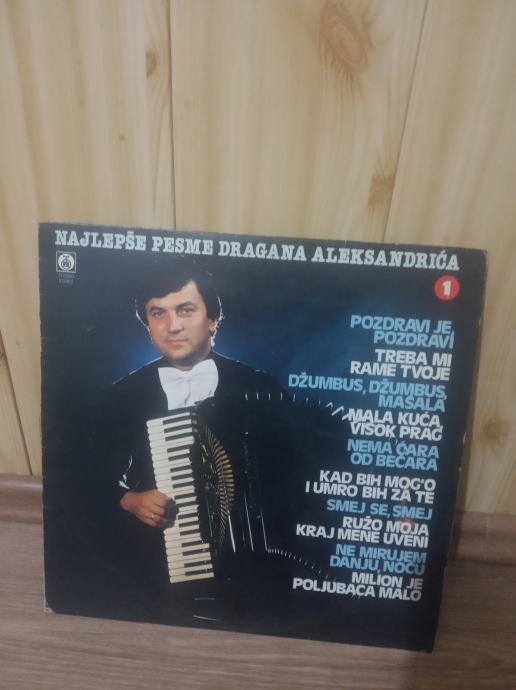 NAJLEPŠE PESME DRAGANA ALEKSANDRIĆA
1
POZDRAVI JE,
POZDRAVI
TREBA MI
RAME TVOJE
DŽUMBUS, DŽUMBUS,
MAŠALA
MALA KUĆA,
VISOK PRAG
NEMA CARA
OD BEĆARA
KAD BIH MOG'O
I UMRO BIH ZA TE
SMEJ SE, SMEJ
RUŽO MOJA
KRAJ MENE UVENI
NE MIRUJEM
DANJU, NOĆU
MILION JE
POLJUBACA MALO